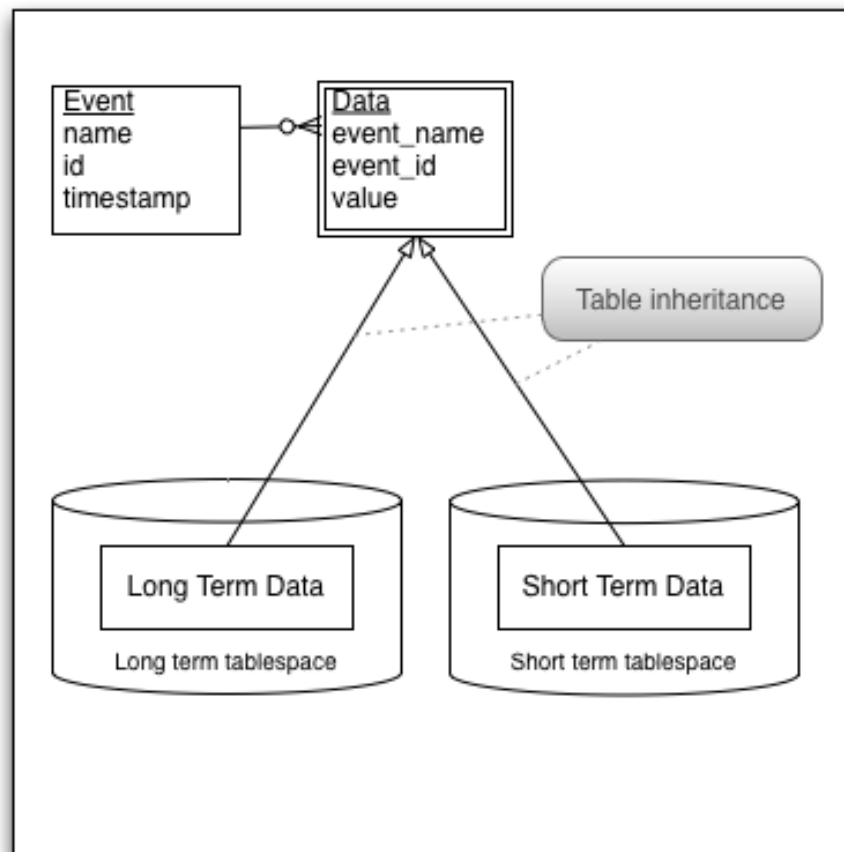 Event
name
id
timestamp
Data
event_name
event_id
value
Table inheritance
Long Term Data
Long term tablespace
Short Term Data
Short term tablespace